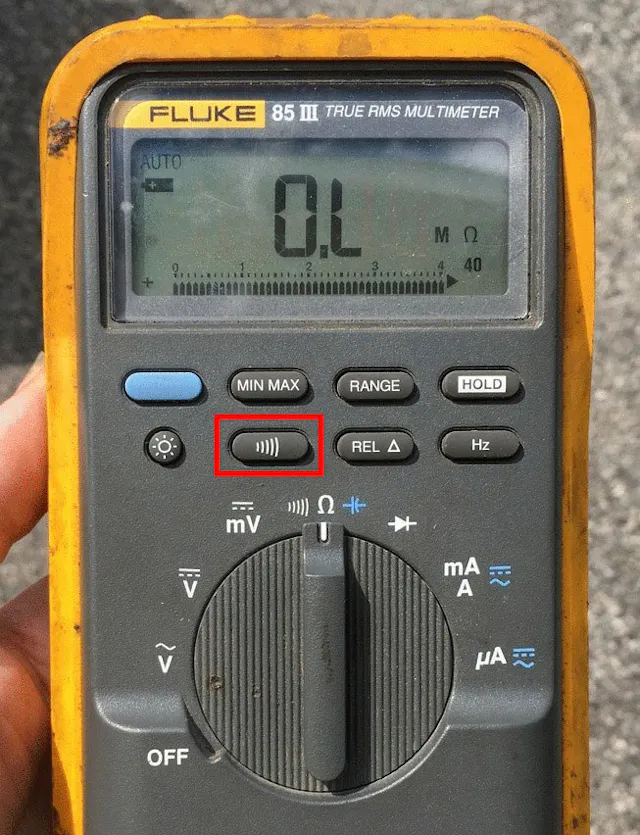 FLUKE 85 III TRUE RMS MULTIMETER
AUTO
0.L
M Ω
0 1 2 3 4 40
+
MIN MAX RANGE HOLD
REL Δ Hz
mV Ω
mA
A
V
µA
V
OFF